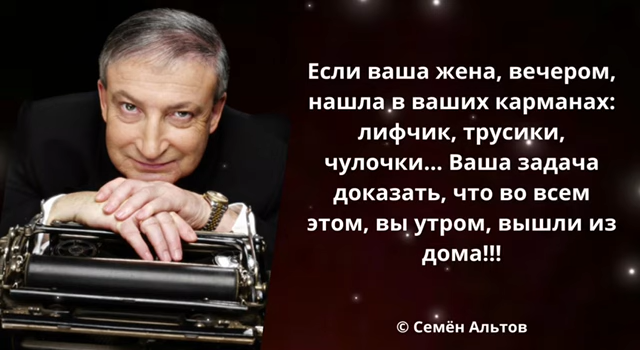 Если ваша жена, вечером,
нашла в ваших карманах:
лифчик, трусики,
чулочки... Ваша задача
доказать, что во всем
этом, вы утром, вышли из
дома!!!
© Семён Альтов